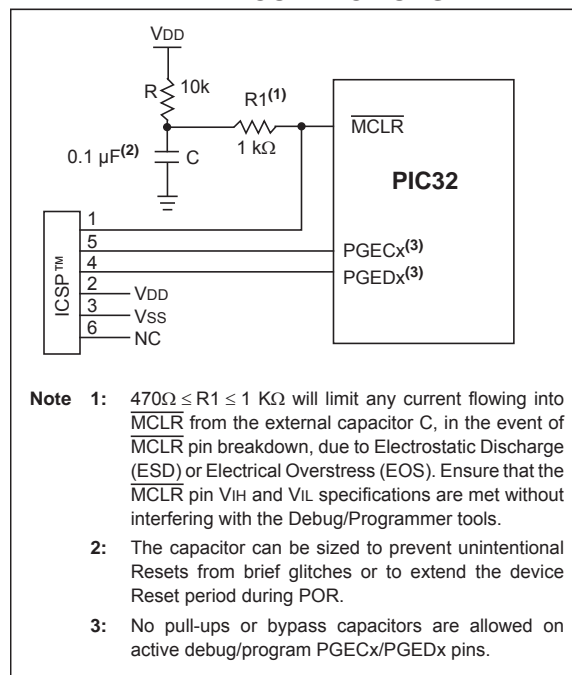 VDD
R 10k
R1(1)
0.1 µF(2) C
1 kΩ
MCLR
PIC32
1
5
4
2
3
6
ICSP™
PGECx(3)
PGEDx(3)
VDD
VSS
NC
Note 1: 470Ω ≤ R1 ≤ 1 KΩ will limit any current flowing into
MCLR from the external capacitor C, in the event of
MCLR pin breakdown, due to Electrostatic Discharge
(ESD) or Electrical Overstress (EOS). Ensure that the
MCLR pin VIH and VIL specifications are met without
interfering with the Debug/Programmer tools.
2: The capacitor can be sized to prevent unintentional
Resets from brief glitches or to extend the device
Reset period during POR.
3: No pull-ups or bypass capacitors are allowed on
active debug/program PGECx/PGEDx pins.